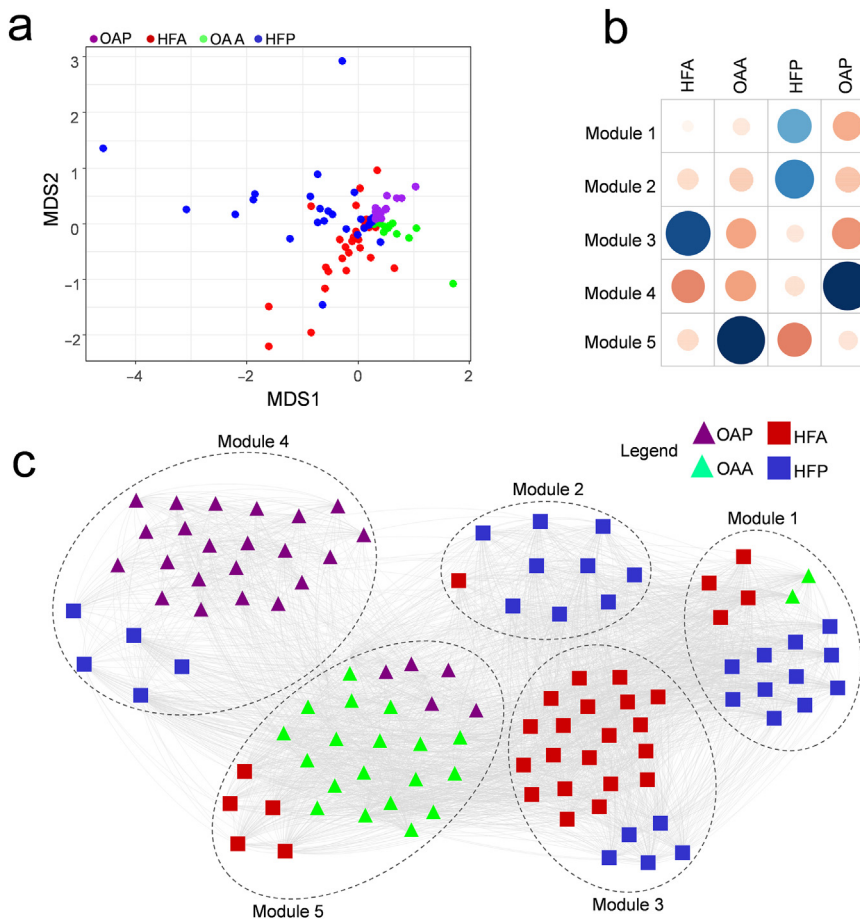 a
OAP HFA OAA HFP
3
2
1
0
−1
−2
MDS2
−4 −2 0 2
MDS1
b
HFA OAA HFP OAP
Module 1
Module 2
Module 3
Module 4
Module 5
c
Legend
OAP HFA
OAA HFP
Module 4
Module 2
Module 1
Module 5
Module 3